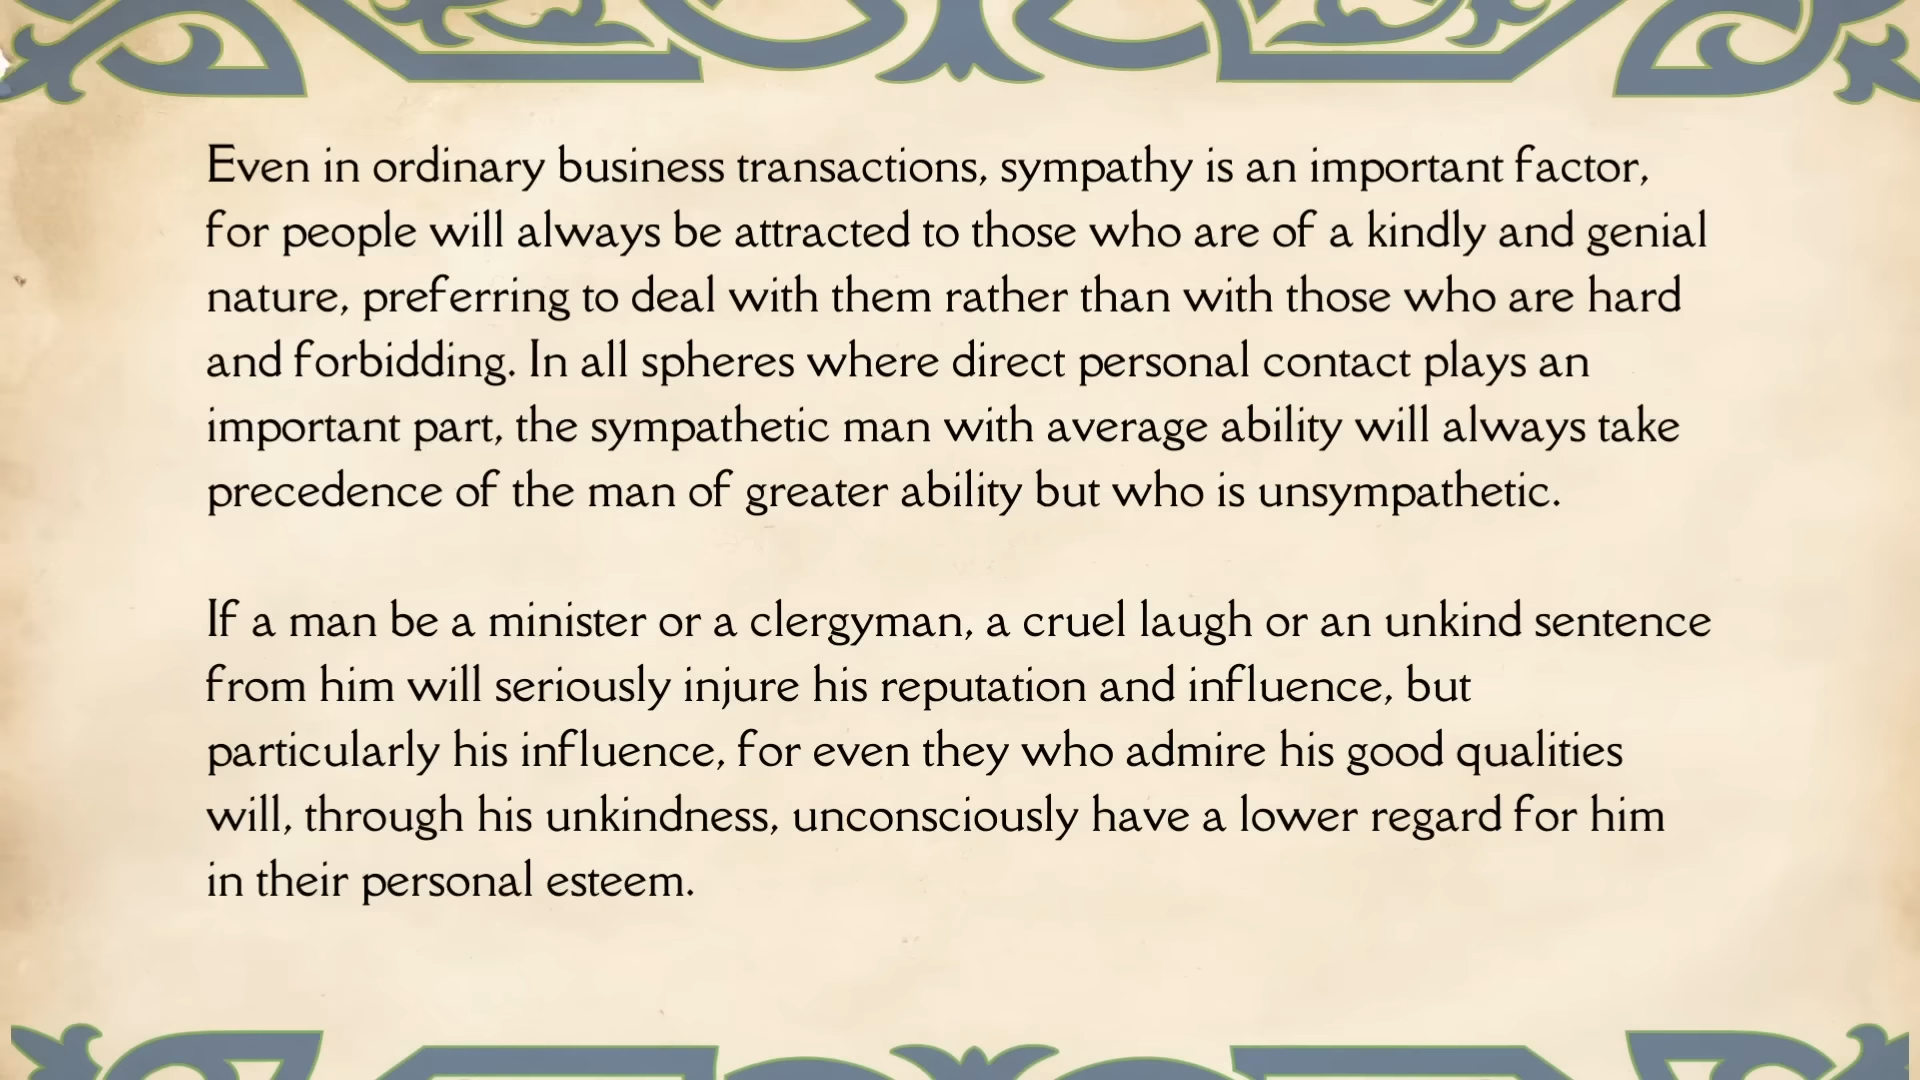 Even in ordinary business transactions, sympathy is an important factor,
for people will always be attracted to those who are of a kindly and genial
nature, preferring to deal with them rather than with those who are hard
and forbidding. In all spheres where direct personal contact plays an
important part, the sympathetic man with average ability will always take
precedence of the man of greater ability but who is unsympathetic.
If a man be a minister or a clergyman, a cruel laugh or an unkind sentence
from him will seriously injure his reputation and influence, but
particularly his influence, for even they who admire his good qualities
will, through his unkindness, unconsciously have a lower regard for him
in their personal esteem.